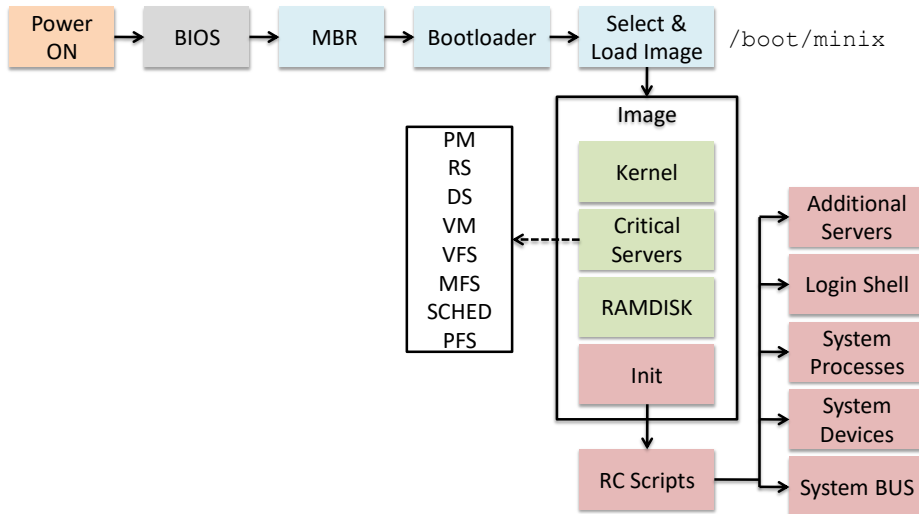 Power
ON
BIOS
MBR
Bootloader
Select &
Load Image
/boot/minix
Image
Kernel
Critical
Servers
RAMDISK
Init
PM
RS
DS
VM
VFS
MFS
SCHED
PFS
RC Scripts
Additional
Servers
Login Shell
System
Processes
System
Devices
System BUS